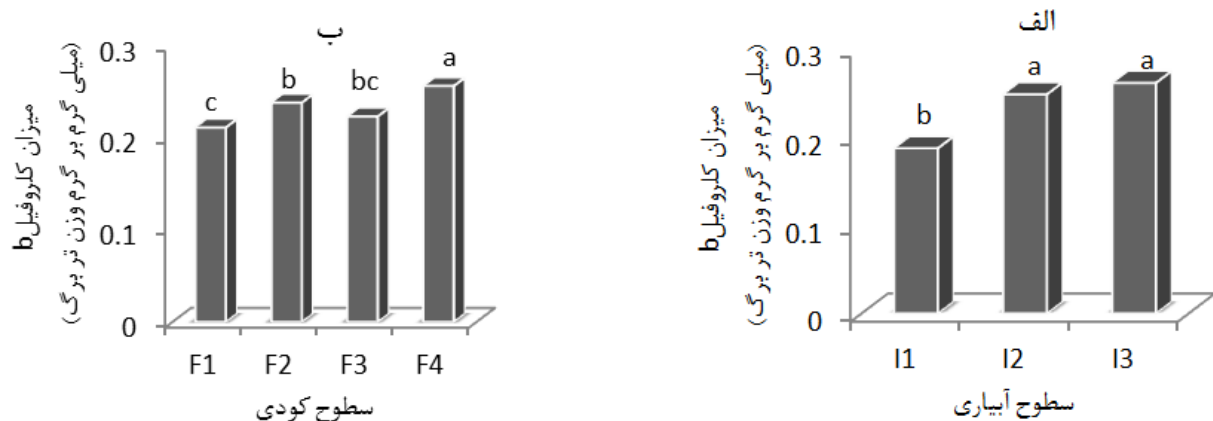 الف
میزان کلروفیلb
(میلی گرم بر گرم وزن تر برگ)
0.3
0.2
0.1
0
b
a
a
I1 I2 I3
سطوح آبیاری
ب
میزان کلروفیلb
(میلی گرم بر گرم وزن تر برگ)
0.3
0.2
0.1
0
c
b
bc
a
F1 F2 F3 F4
سطوح کودی